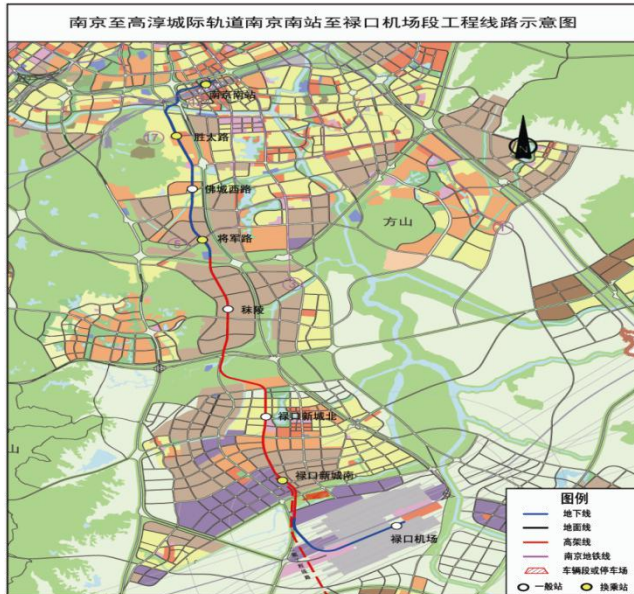 南京至高淳城际轨道南京南站至禄口机场段工程线路示意图
南京南站
胜太路
佛城西路
将军路
方山
秣陵
禄口新城北
禄口新城南
禄口机场
山
图例
地下线
地面线
高架线
南京地铁线
车辆段或停车场
一般站
换乘站